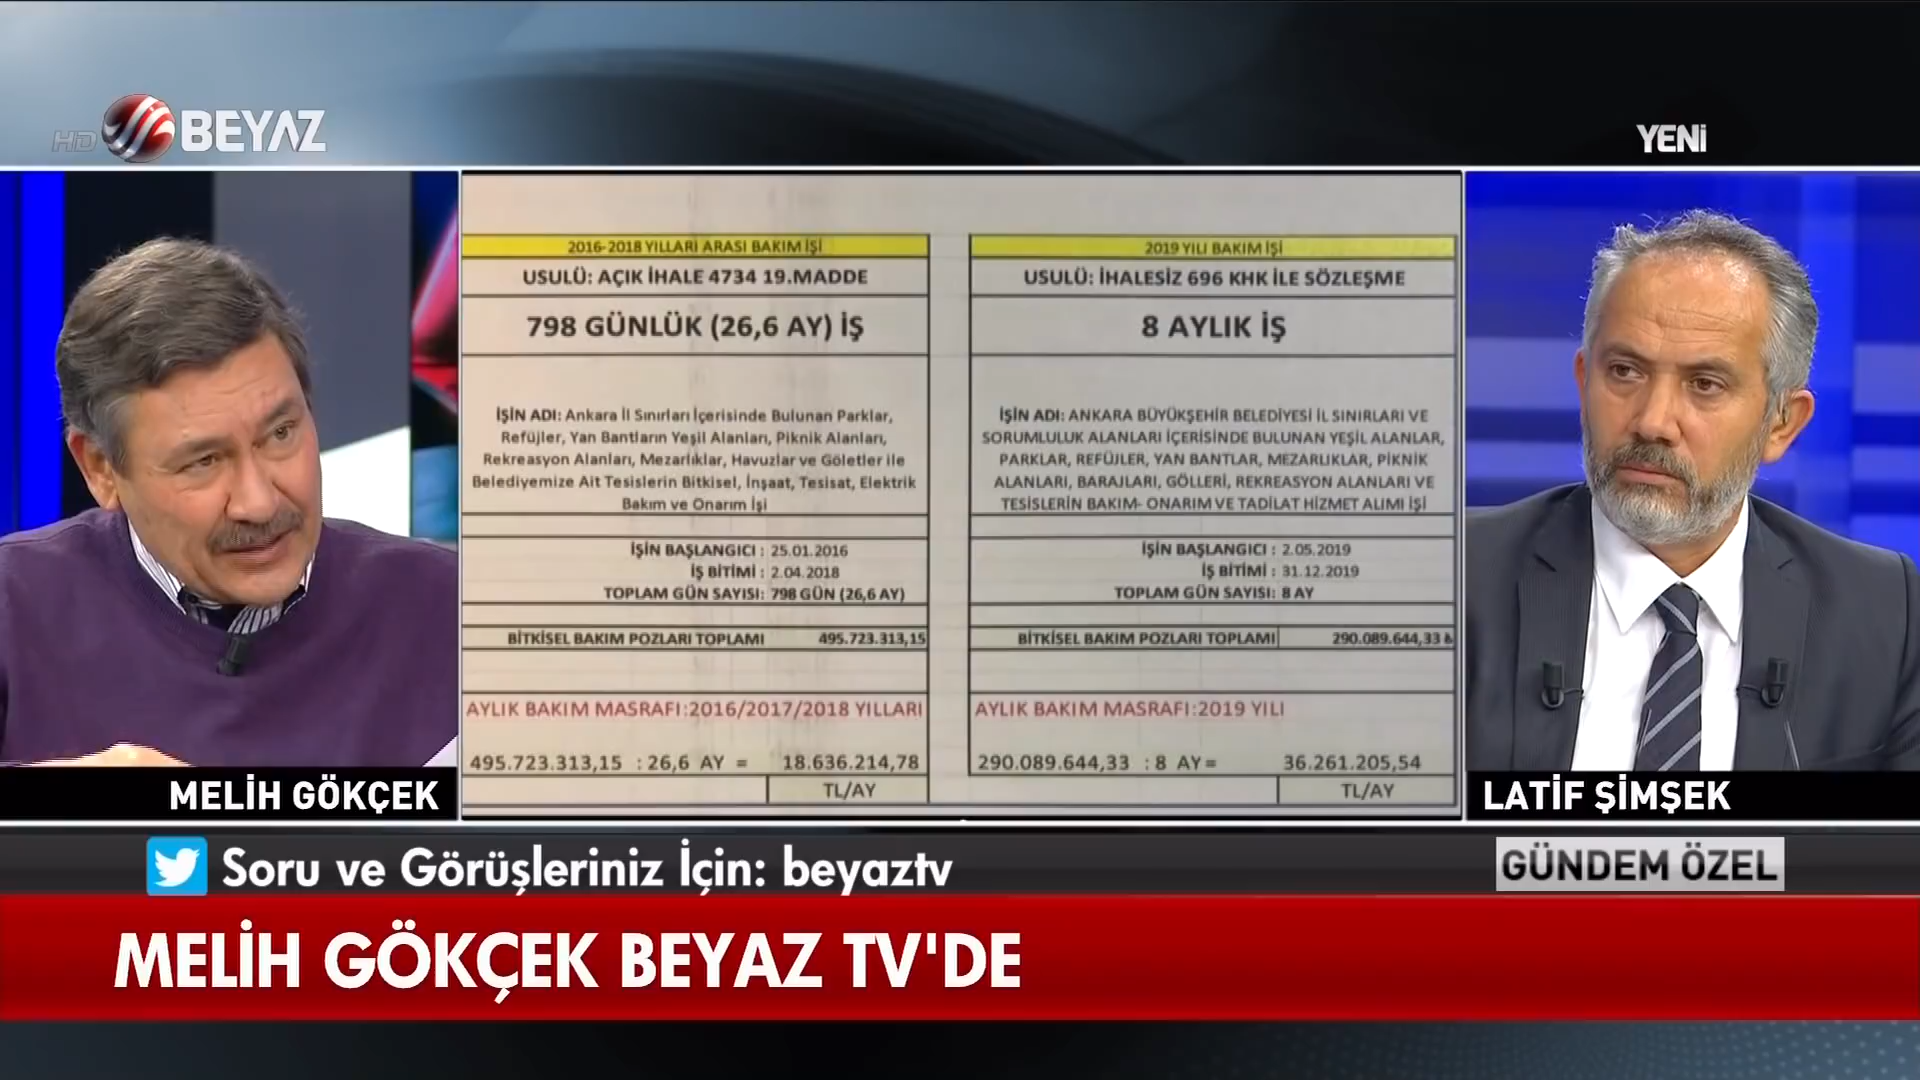 HD BEYAZ
YENİ
2016-2018 YILLARI ARASI BAKIM İŞİ
USULÜ: AÇIK İHALE 4734 19.MADDE
798 GÜNLÜK (26,6 AY) İŞ
İŞİN ADI: Ankara İl Sınırları İçerisinde Bulunan Parklar,
Refüjler, Yan Bantların Yeşil Alanları, Piknik Alanları,
Rekreasyon Alanları, Mezarlıklar, Havuzlar ve Göletler ile
Belediyemize Ait Tesislerin Bitkisel, İnşaat, Tesisat, Elektrik
Bakım ve Onarım İşi
İŞİN BAŞLANGICI : 25.01.2016
İŞ BİTİMİ : 2.04.2018
TOPLAM GÜN SAYISI: 798 GÜN (26,6 AY)
BİTKİSEL BAKIM POZLARI TOPLAMI 495.723.313,15
AYLIK BAKIM MASRAFI:2016/2017/2018 YILLARI
495.723.313,15 : 26,6 AY = 18.636.214,78
TL/AY
2019 YILI BAKIM İŞİ
USULÜ: İHALESİZ 696 KHK İLE SÖZLEŞME
8 AYLIK İŞ
İŞİN ADI: ANKARA BÜYÜKŞEHİR BELEDİYESİ İL SINIRLARI VE
SORUMLULUK ALANLARI İÇERİSİNDE BULUNAN YEŞİL ALANLAR,
PARKLAR, REFÜJLER, YAN BANTLAR, MEZARLIKLAR, PİKNİK
ALANLARI, BARAJLARI, GÖLLERİ, REKREASYON ALANLARI VE
TESİSLERİN BAKIM- ONARIM VE TADİLAT HİZMET ALIMI İŞİ
İŞİN BAŞLANGICI : 2.05.2019
İŞ BİTİMİ : 31.12.2019
TOPLAM GÜN SAYISI: 8 AY
BİTKİSEL BAKIM POZLARI TOPLAMI 290.089.644,33 ₺
AYLIK BAKIM MASRAFI:2019 YILI
290.089.644,33 : 8 AY= 36.261.205,54
TL/AY
MELİH GÖKÇEK
LATİF ŞİMŞEK
Soru ve Görüşleriniz İçin: beyaztv
GÜNDEM ÖZEL
MELİH GÖKÇEK BEYAZ TV'DE